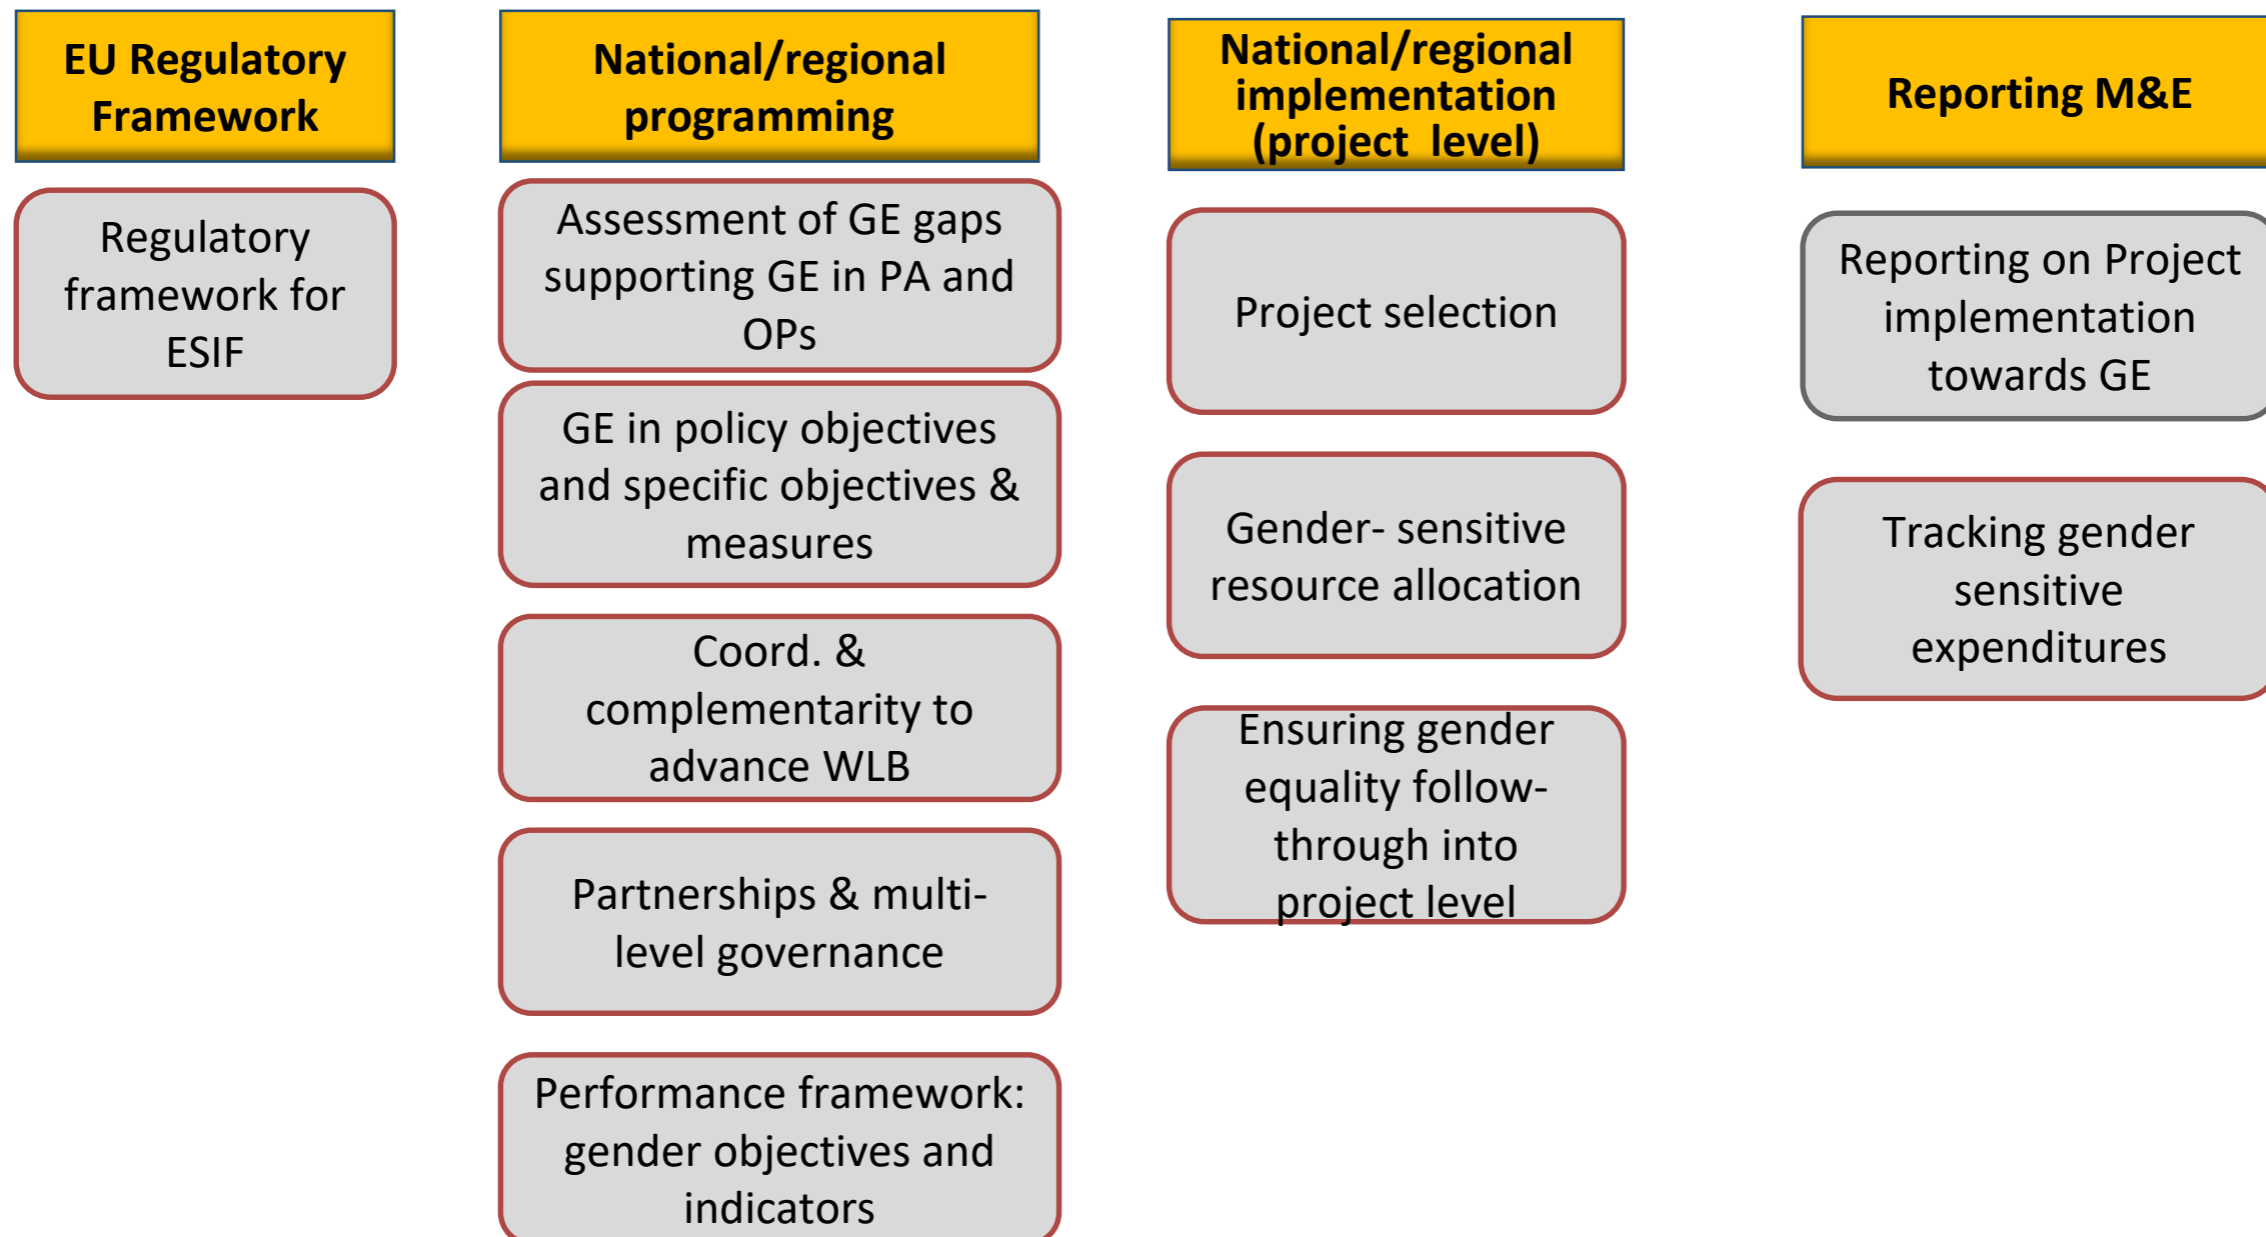 EU Regulatory
Framework
Regulatory
framework for
ESIF
National/regional
programming
Assessment of GE gaps
supporting GE in PA and
OPs
GE in policy objectives
and specific objectives &
measures
Coord. &
complementarity to
advance WLB
Partnerships & multi-
level governance
Performance framework:
gender objectives and
indicators
National/regional
implementation
(project  level)
Project selection
Gender- sensitive
resource allocation
Ensuring gender
equality follow-
through into
project level
Reporting M&E
Reporting on Project
implementation
towards GE
Tracking gender
sensitive
expenditures